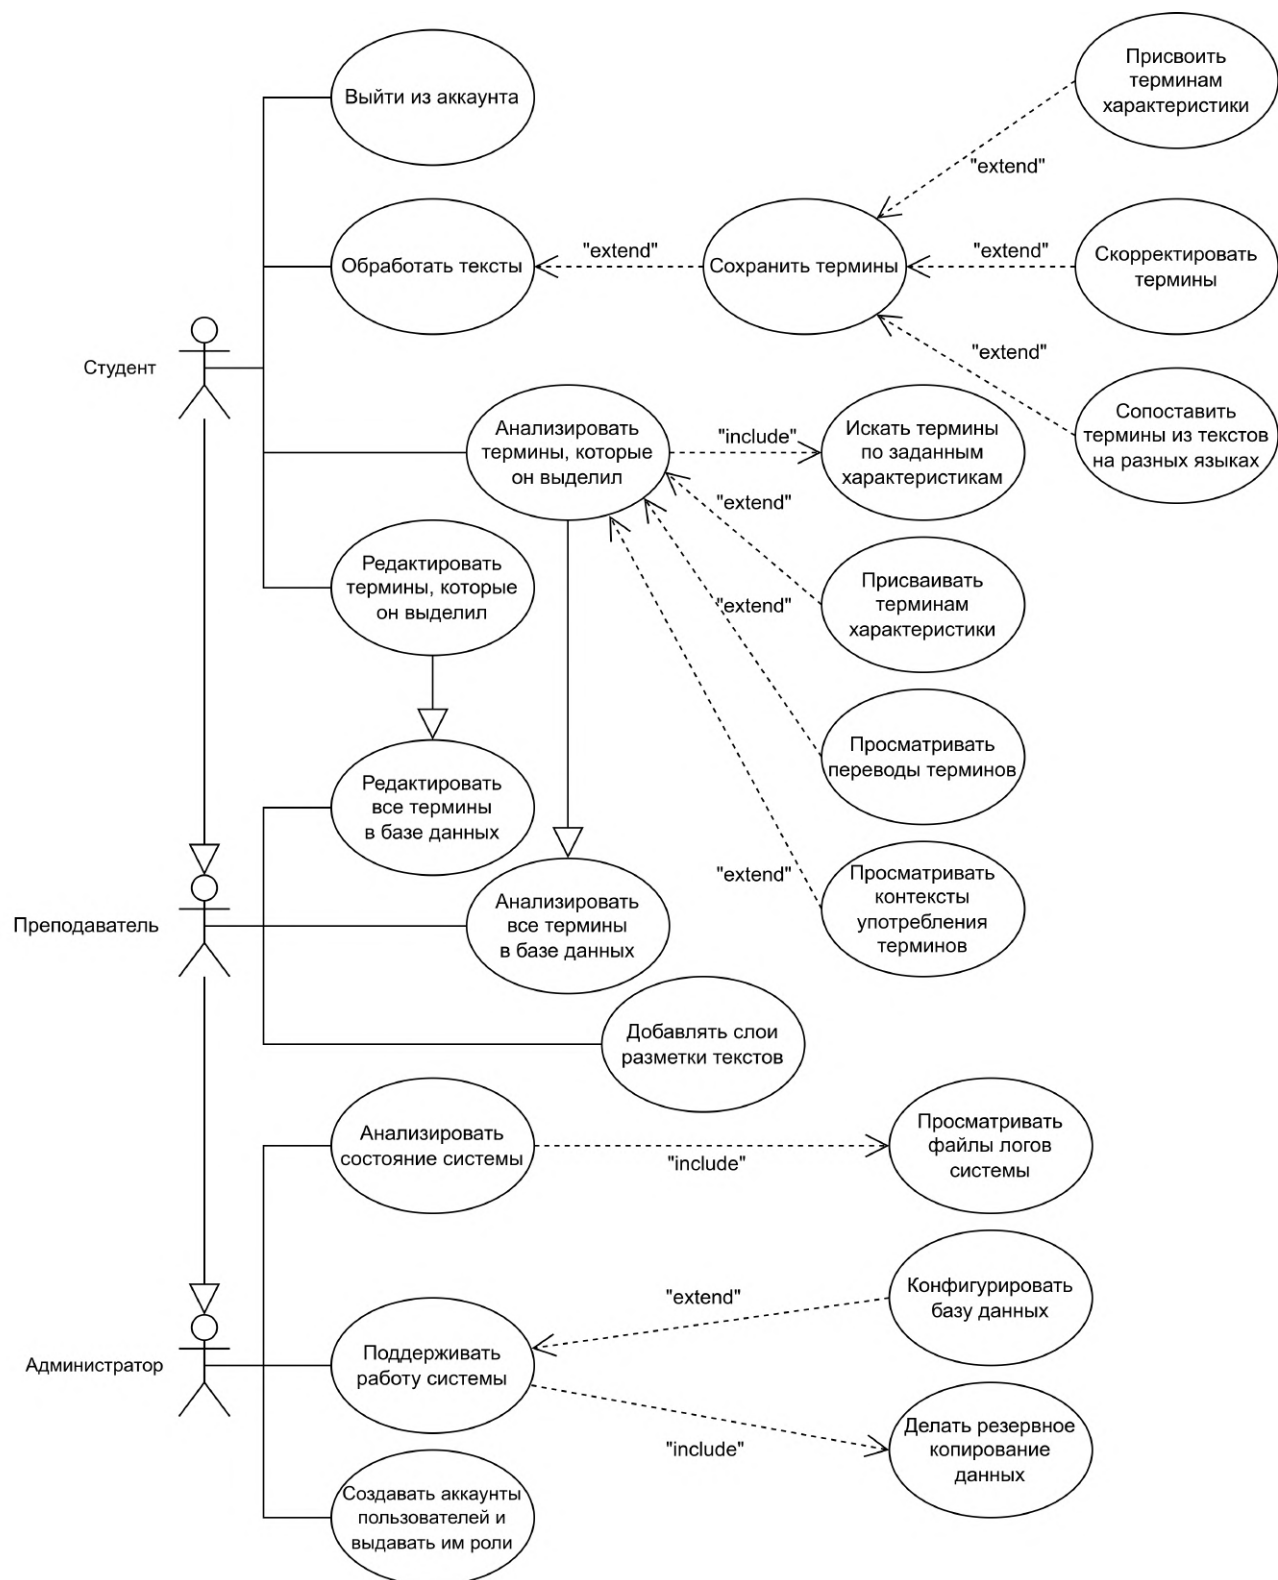 Выйти из аккаунта
Присвоить
терминам
характеристики
"extend"
Обработать тексты
"extend"
Сохранить термины
"extend"
Скорректировать
термины
"extend"
Студент
Сопоставить
термины из текстов
на разных языках
Анализировать
термины, которые
он выделил
"include"
Искать термины
по заданным
характеристикам
"extend"
Редактировать
термины, которые
он выделил
"extend"
Присваивать
терминам
характеристики
Просматривать
переводы терминов
Редактировать
все термины
в базе данных
"extend"
Просматривать
контексты
употребления
терминов
Преподаватель
Анализировать
все термины
в базе данных
Добавлять слои
разметки текстов
Анализировать
состояние системы
"include"
Просматривать
файлы логов
системы
"extend"
Конфигурировать
базу данных
Администратор
Поддерживать
работу системы
"include"
Делать резервное
копирование
данных
Создавать аккаунты
пользователей и
выдавать им роли